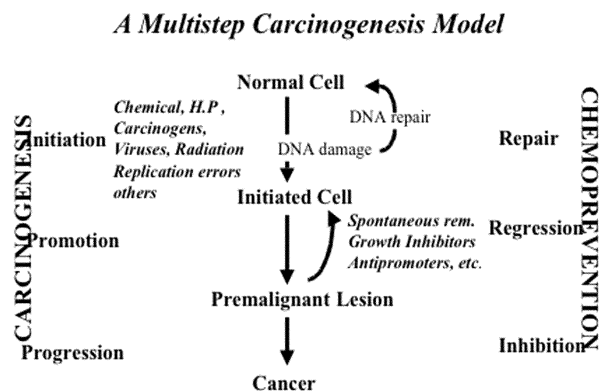 A Multistep Carcinogenesis Model
Normal Cell
Chemical, H.P ,
Carcinogens,
Viruses, Radiation
Replication errors
others
DNA repair
DNA damage
Initiated Cell
Spontaneous rem.
Growth Inhibitors
Antipromoters, etc.
Premalignant Lesion
Cancer
CARCINOGENESIS
Initiation
Promotion
Progression
CHEMOPREVENTION
Repair
Regression
Inhibition